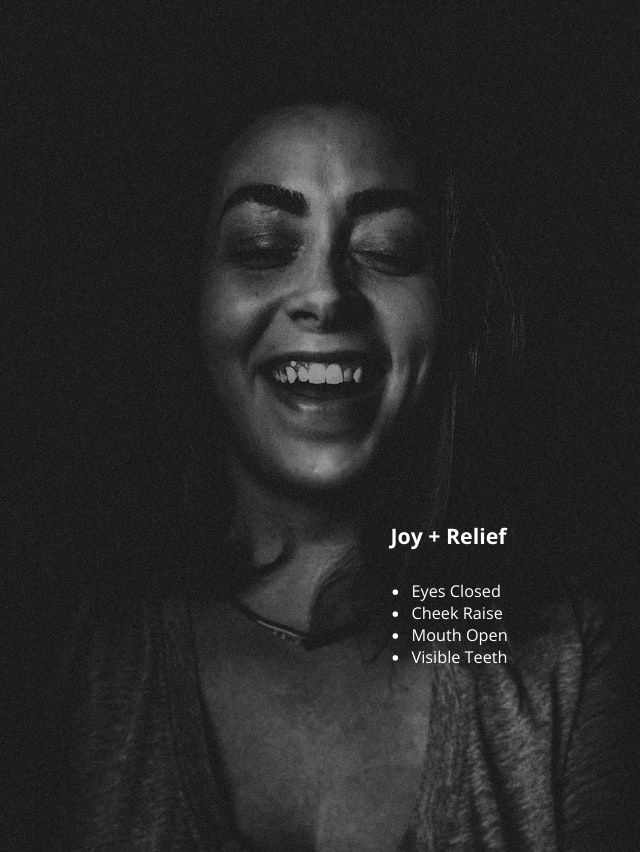 Joy + Relief
• Eyes Closed
• Cheek Raise
• Mouth Open
• Visible Teeth